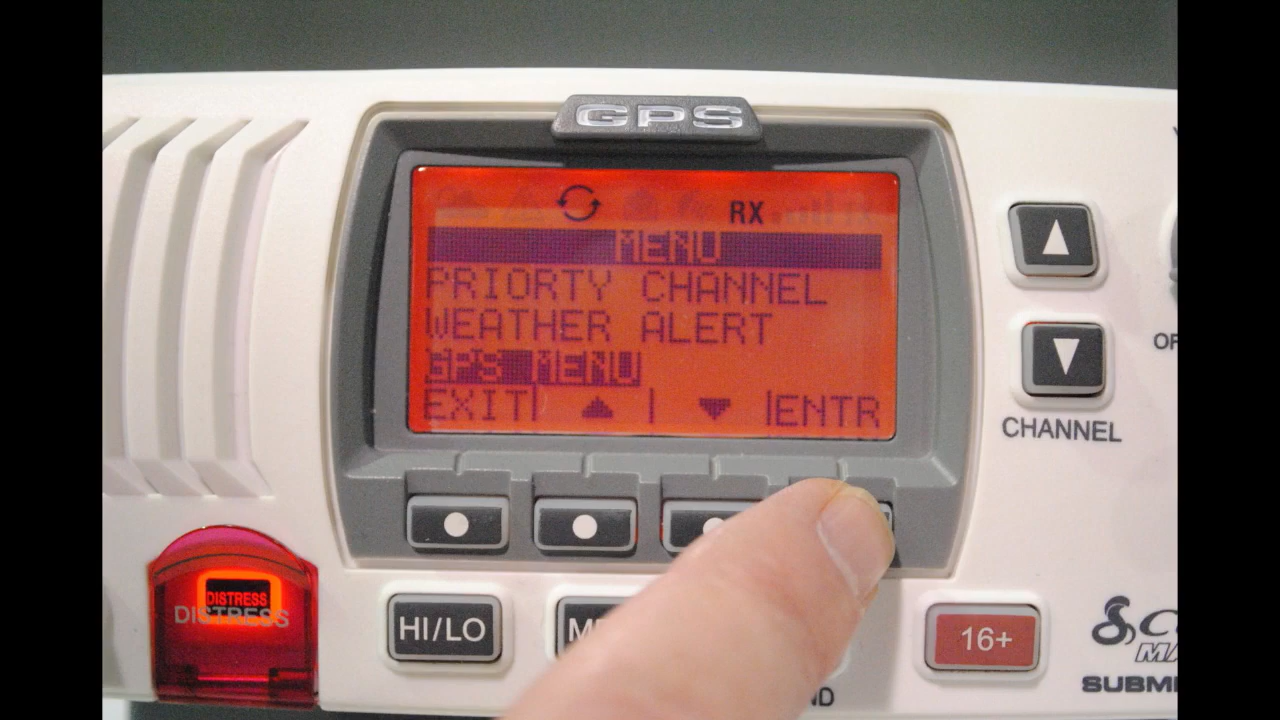 GPS
RX
MENU
PRIORTY CHANNEL
WEATHER ALERT
GPS MENU
EXIT ENTR
CHANNEL
DISTRESS
DISTRESS
HI/LO
16+